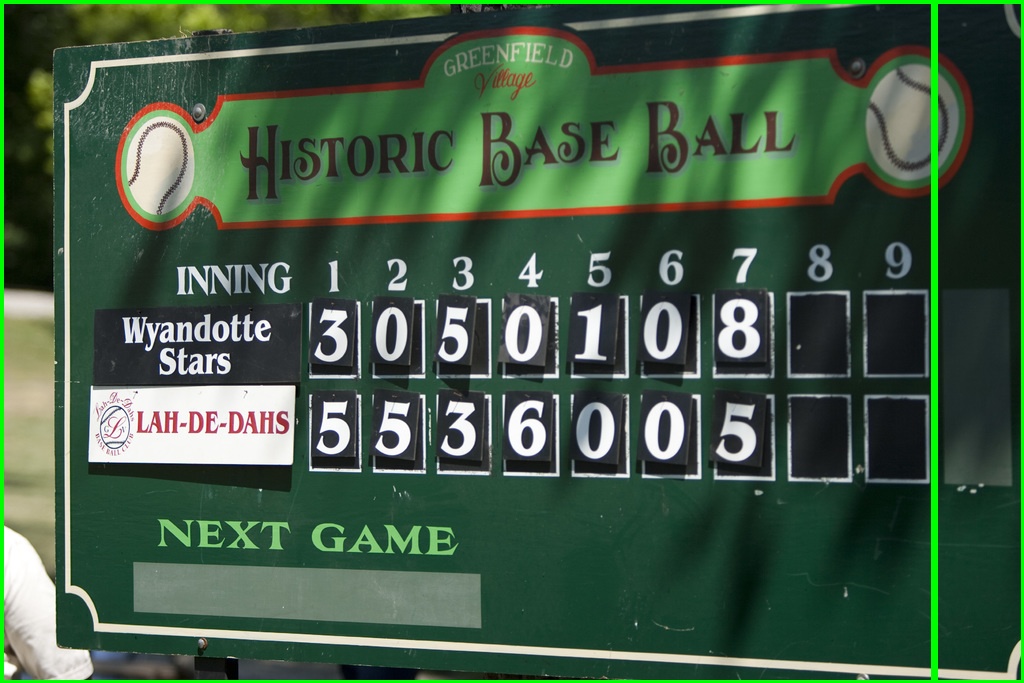 GREENFIELD
Village
HISTORIC BASE BALL
INNING 1 2 3 4 5 6 7 8 9
Wyandotte
Stars
3 0 5 0 1 0 8
Lah-De-Dahs
L
BASE BALL CLUB
LAH-DE-DAHS
5 5 3 6 0 0 5
NEXT GAME